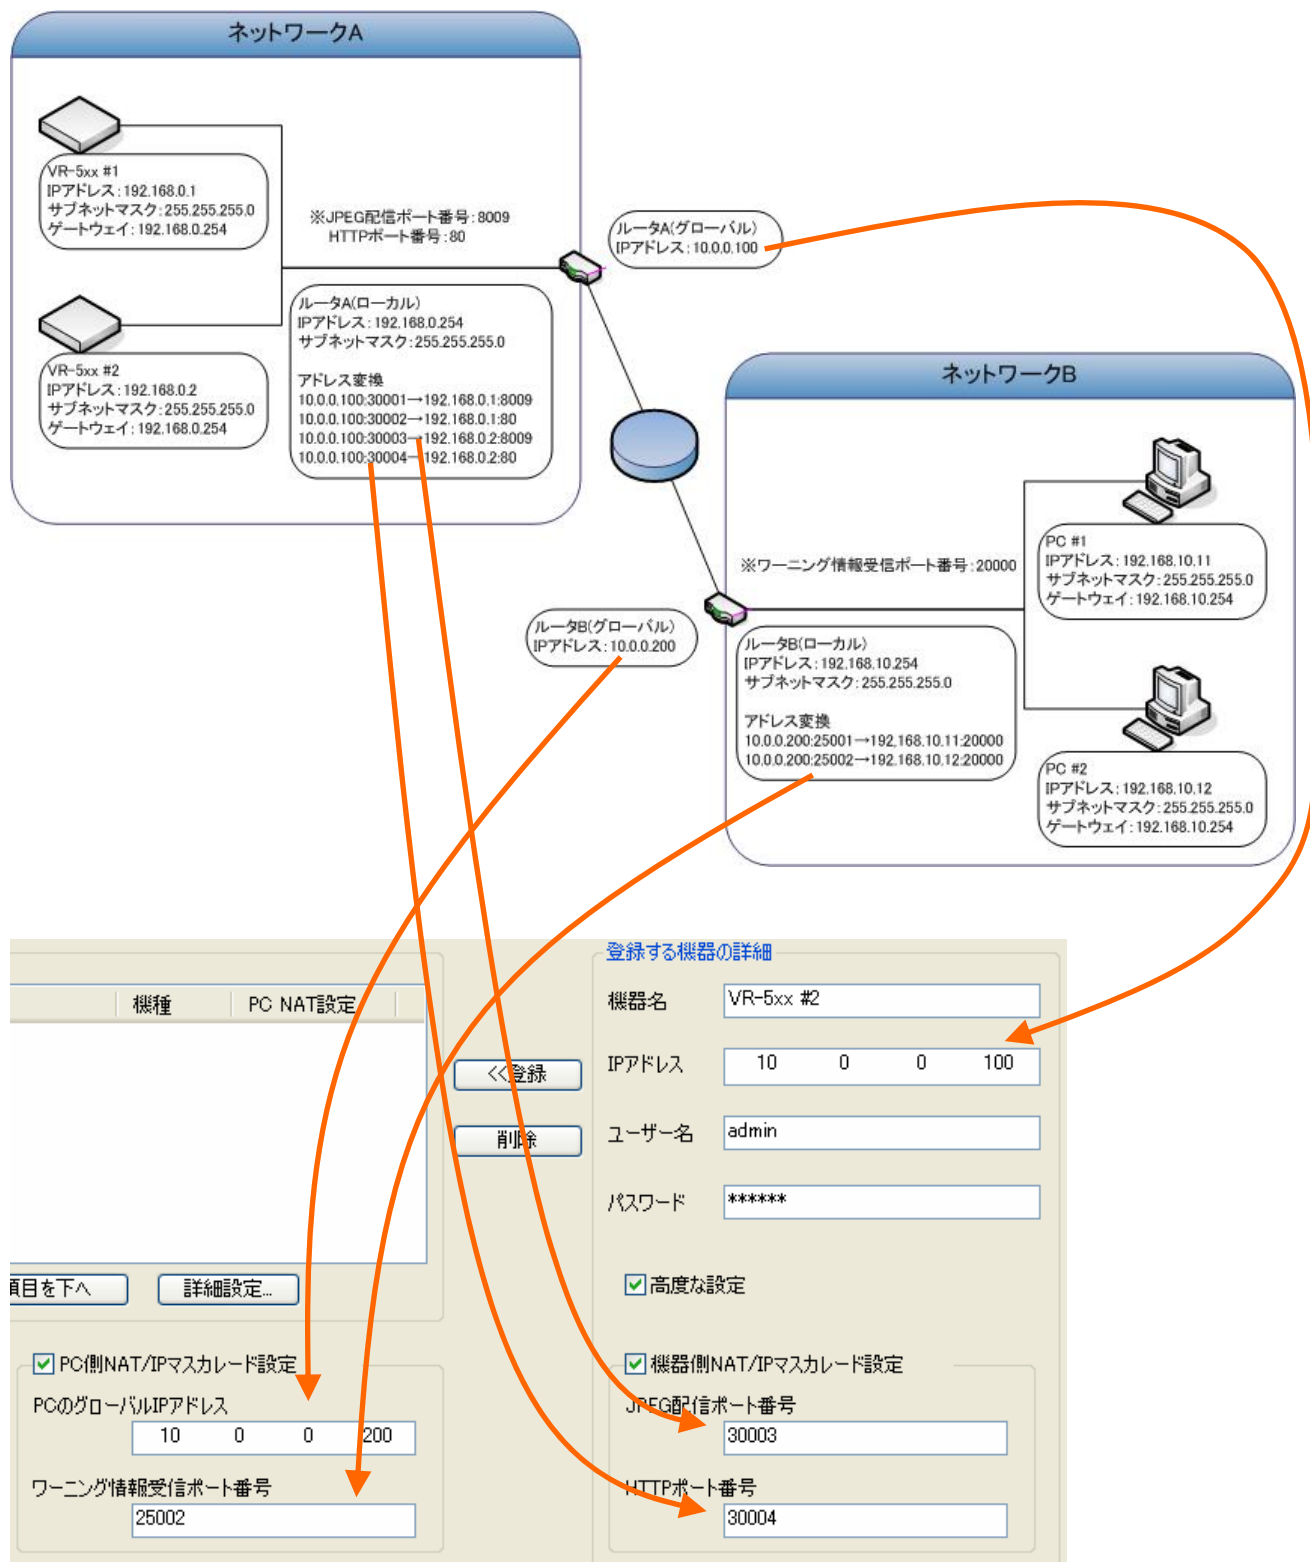 ネットワークA
VR-5xx #1
IPアドレス:192.168.0.1
サブネットマスク:255.255.255.0
ゲートウェイ:192.168.0.254
※JPEG配信ポート番号:8009
HTTPポート番号:80
ルータA(グローバル)
IPアドレス:10.0.0.100
ルータA(ローカル)
IPアドレス:192.168.0.254
サブネットマスク:255.255.255.0
アドレス変換
10.0.0.100:30001→192.168.0.1:8009
10.0.0.100:30002→192.168.0.1:80
10.0.0.100:30003→192.168.0.2:8009
10.0.0.100:30004→192.168.0.2:80
VR-5xx #2
IPアドレス:192.168.0.2
サブネットマスク:255.255.255.0
ゲートウェイ:192.168.0.254
ネットワークB
PC #1
IPアドレス:192.168.10.11
サブネットマスク:255.255.255.0
ゲートウェイ:192.168.10.254
※ワーニング情報受信ポート番号:20000
ルータB(グローバル)
IPアドレス:10.0.0.200
ルータB(ローカル)
IPアドレス:192.168.10.254
サブネットマスク:255.255.255.0
アドレス変換
10.0.0.200:25001→192.168.10.11:20000
10.0.0.200:25002→192.168.10.12:20000
PC #2
IPアドレス:192.168.10.12
サブネットマスク:255.255.255.0
ゲートウェイ:192.168.10.254
機種 PC NAT設定
<<登録
削除
項目を下へ 詳細設定...
PC側NAT/IPマスカレード設定
PCのグローバルIPアドレス
10 0 0 200
ワーニング情報受信ポート番号
25002
登録する機器の詳細
機器名 VR-5xx #2
IPアドレス 10 0 0 100
ユーザー名 admin
パスワード ******
高度な設定
機器側NAT/IPマスカレード設定
JPEG配信ポート番号
30003
HTTPポート番号
30004